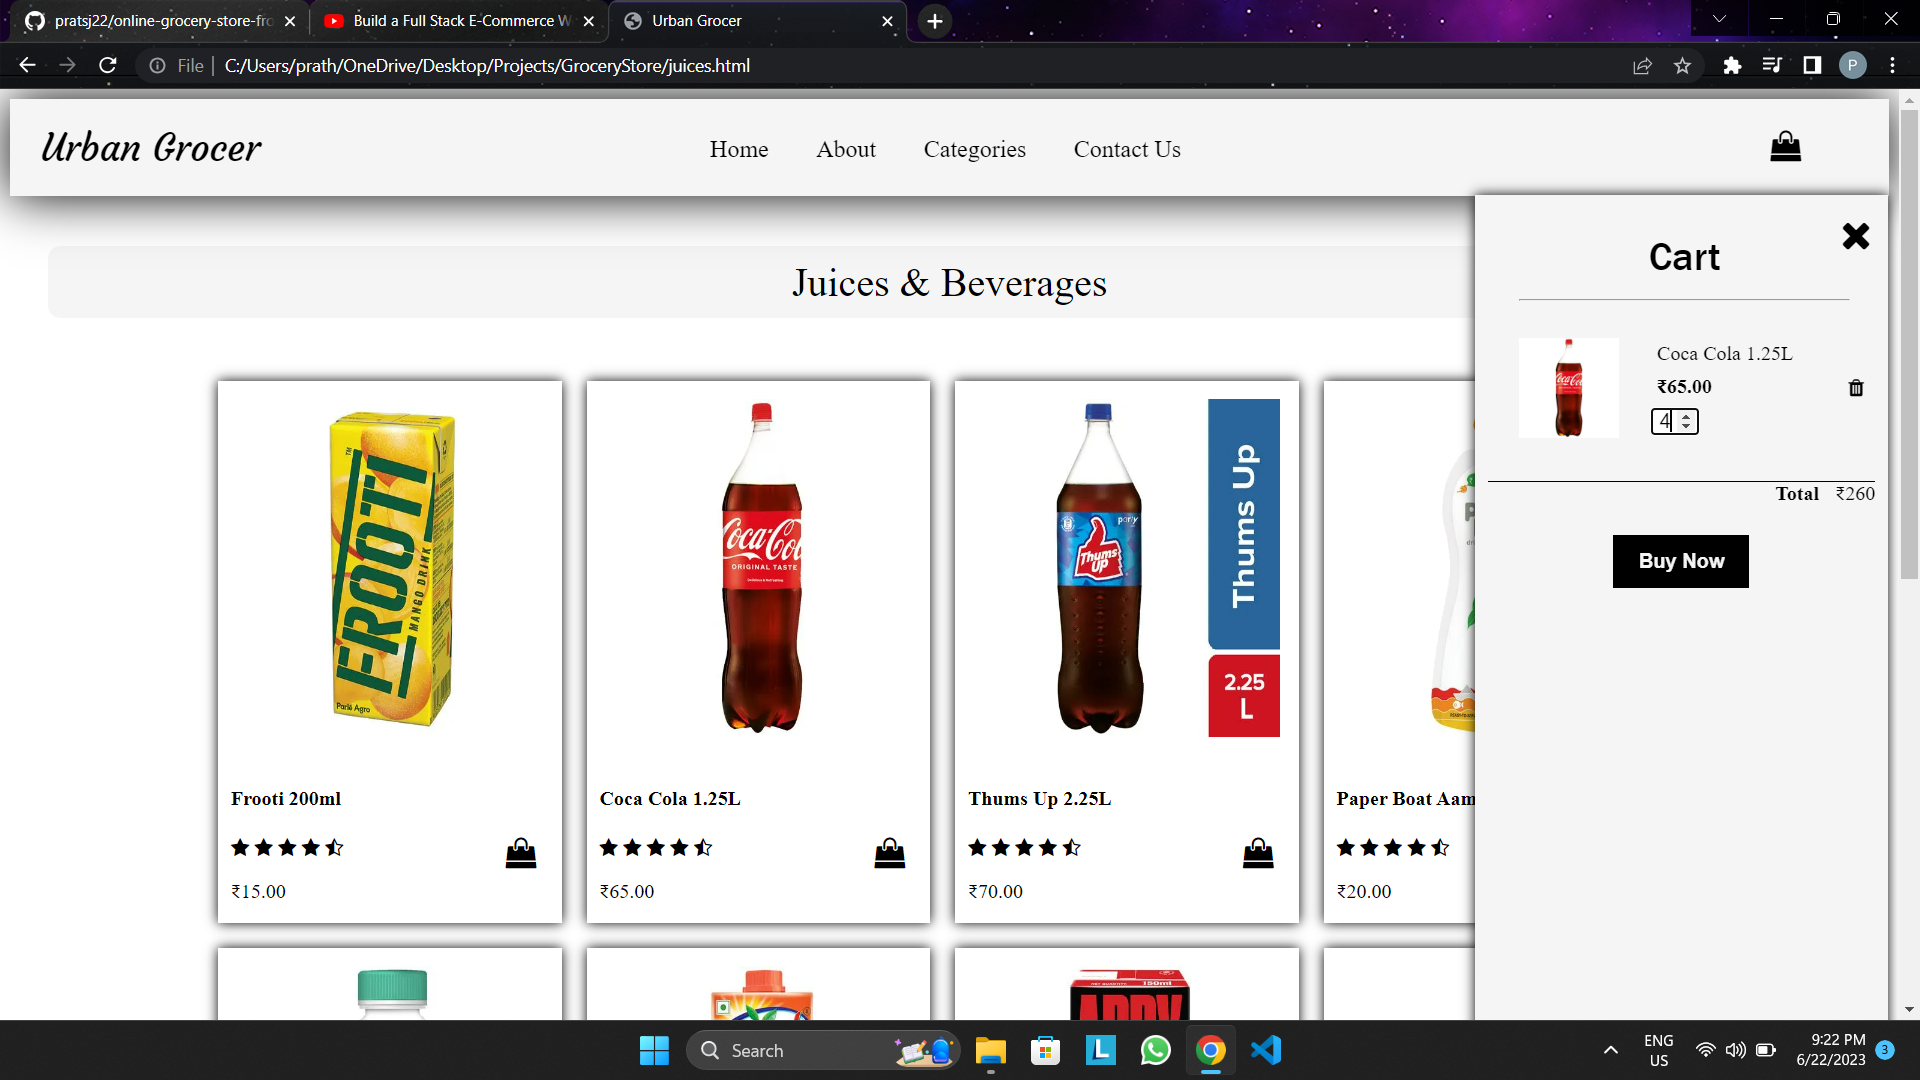 pratsj22/online-grocery-store-fro
Build a Full Stack E-Commerce W
Urban Grocer
File
C:/Users/prath/OneDrive/Desktop/Projects/GroceryStore/juices.html
P
Urban Grocer
Home
About
Categories
Contact Us
Juices & Beverages
Cart
Coca Cola 1.25L
₹65.00
4
Total ₹260
Buy Now
FROOTI
MANGO DRINK
Parle Agro
Coca-Col
ORIGINAL TASTE
Thums UP
party
Thums Up
2.25
L
Frooti 200ml
₹15.00
Coca Cola 1.25L
₹65.00
Thums Up 2.25L
₹70.00
Paper Boat Aam
₹20.00
APPY
150ml
Search
L
ENG
US
9:22 PM
6/22/2023
3